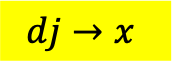 dj → x